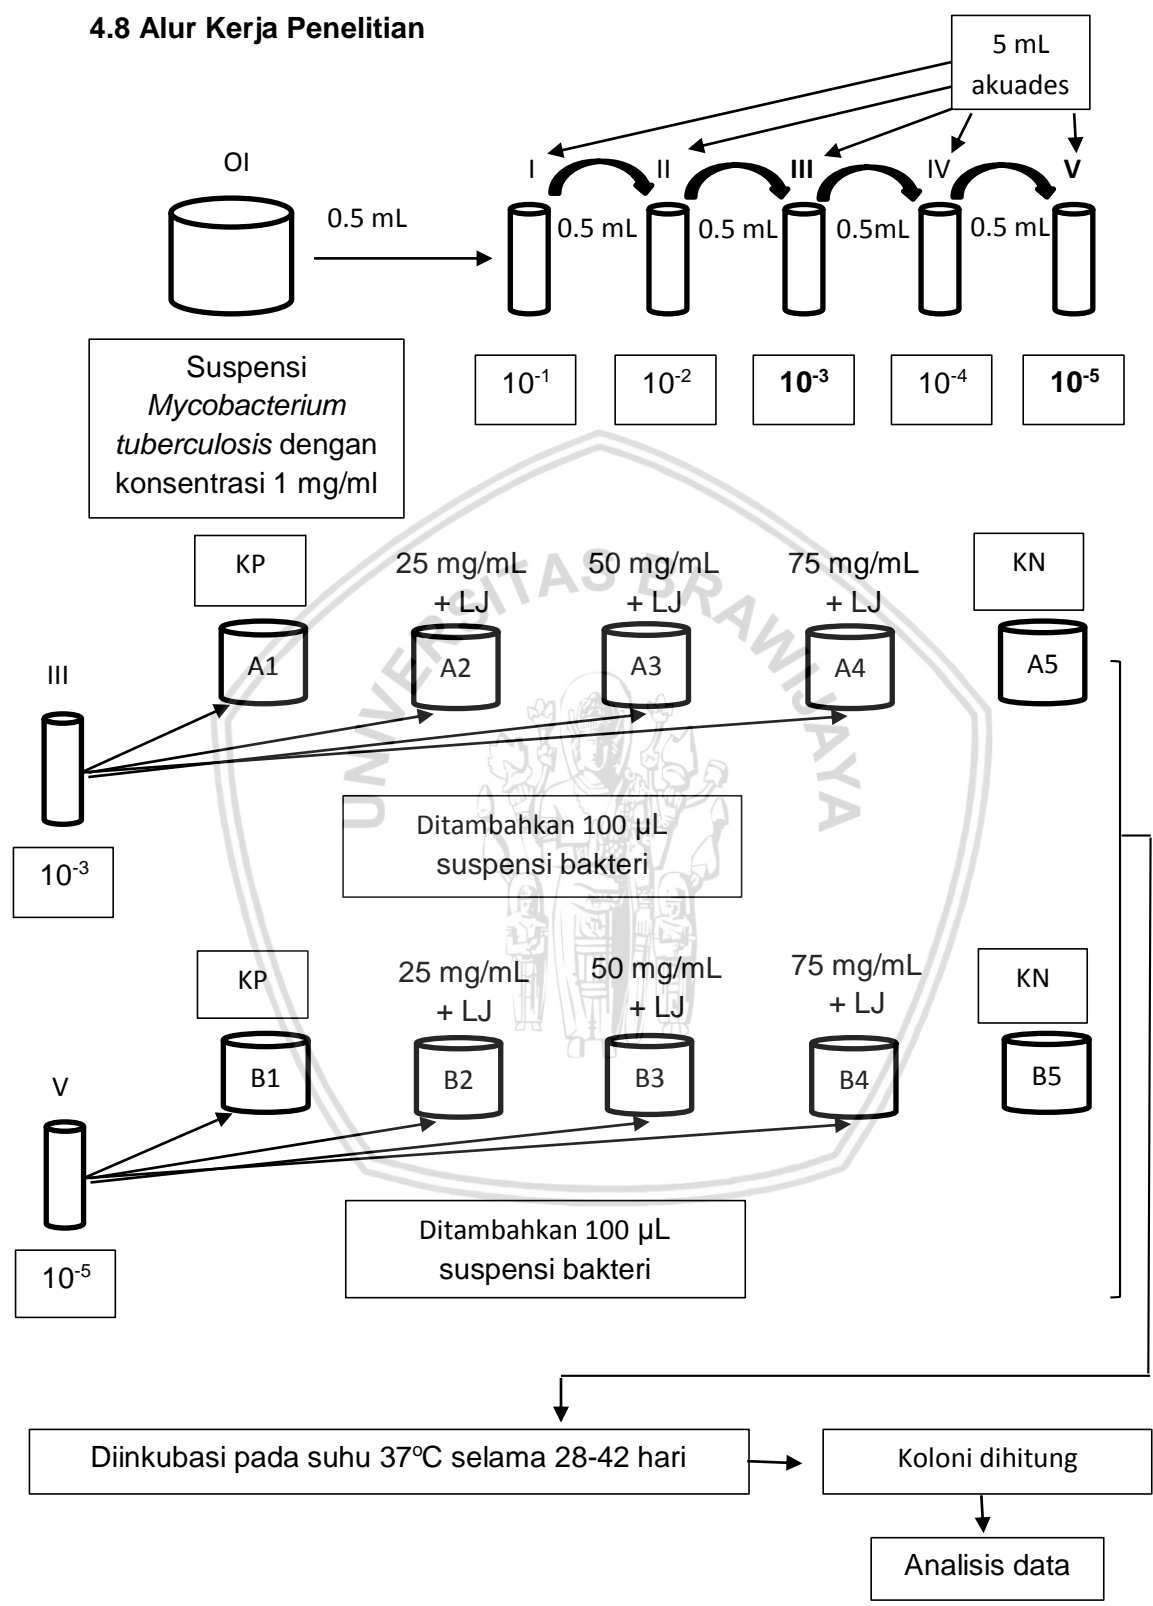 4.8 Alur Kerja Penelitian
5 mL
akuades
OI
I
II
III
IV
V
0.5 mL
0.5 mL
0.5 mL
0.5mL
0.5 mL
Suspensi
Mycobacterium
tuberculosis dengan
konsentrasi 1 mg/ml
10⁻¹
10⁻²
10⁻³
10⁻⁴
10⁻⁵
UNIVERSITAS BRAWIJAYA
KP
25 mg/mL
+ LJ
50 mg/mL
+ LJ
75 mg/mL
+ LJ
KN
A1
A2
A3
A4
A5
III
10⁻³
Ditambahkan 100 µL
suspensi bakteri
KP
25 mg/mL
+ LJ
50 mg/mL
+ LJ
75 mg/mL
+ LJ
KN
B1
B2
B3
B4
B5
V
10⁻⁵
Ditambahkan 100 µL
suspensi bakteri
Diinkubasi pada suhu 37ºC selama 28-42 hari
Koloni dihitung
Analisis data